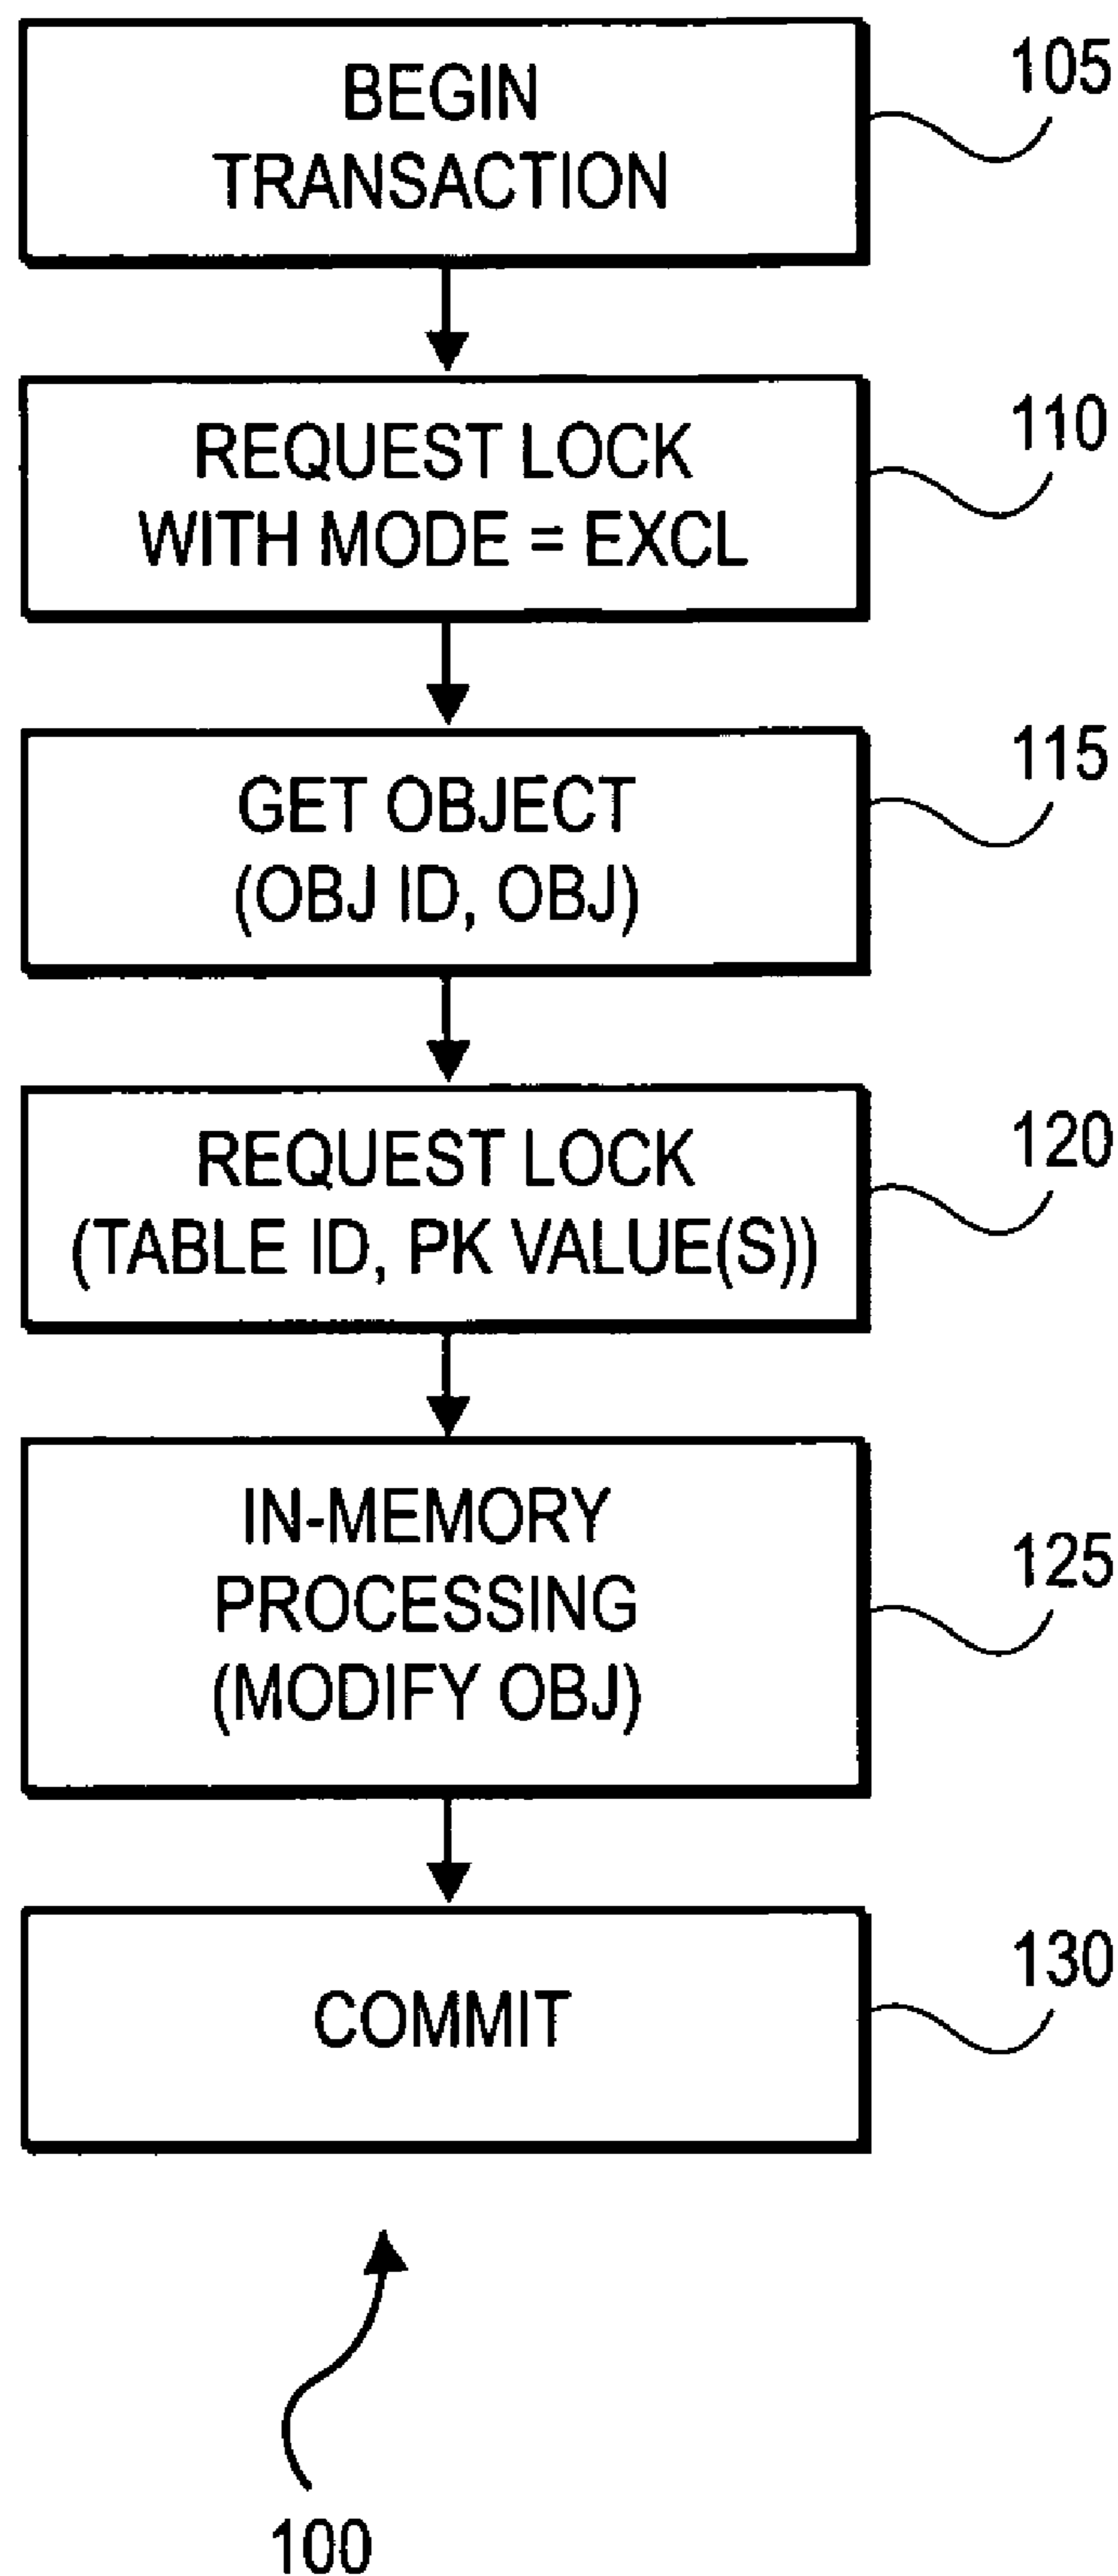 BEGIN
TRANSACTION
105
REQUEST LOCK
WITH MODE = EXCL
110
GET OBJECT
(OBJ ID, OBJ)
115
REQUEST LOCK
(TABLE ID, PK VALUE(S))
120
IN-MEMORY
PROCESSING
(MODIFY OBJ)
125
COMMIT
130
100